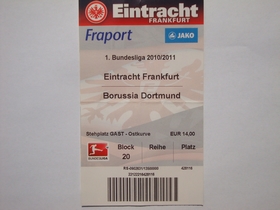 Eintracht
FRANKFURT
Fraport
JAKO
1. Bundesliga 2010/2011
Eintracht Frankfurt
Borussia Dortmund
Stehplatz GAST - Ostkurve EUR 14,00
Block Reihe Platz
20
BUNDESLIGA